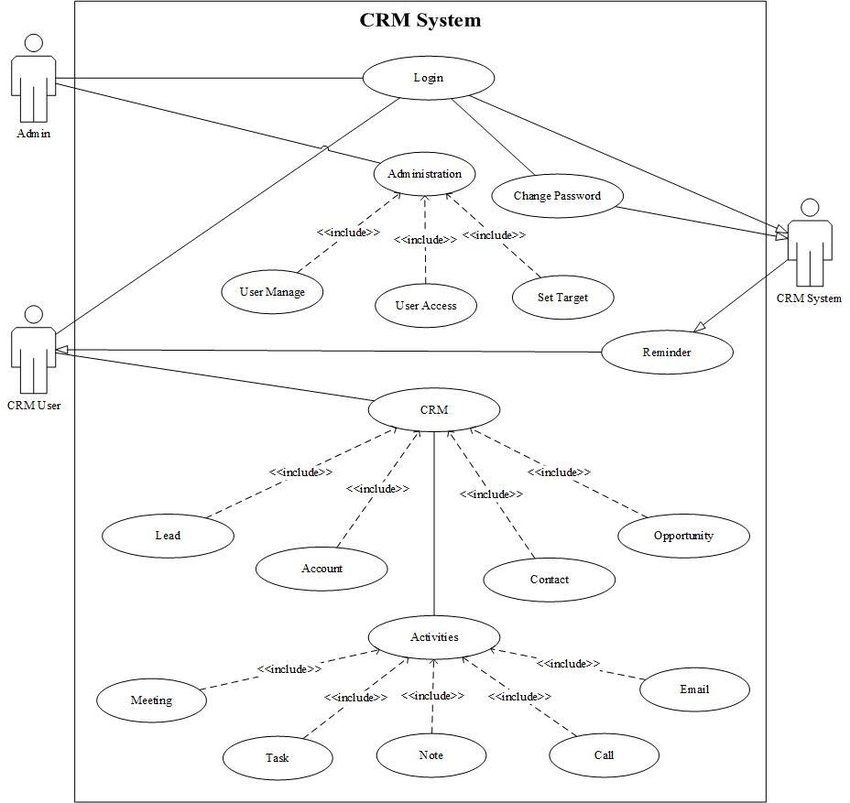 CRM System
Login
Admin
Administration
Change Password
<<include>>
<<include>>
<<include>>
User Manage
User Access
Set Target
CRM System
Reminder
CRM User
CRM
<<include>>
<<include>>
<<include>>
<<include>>
Lead
Account
Contact
Opportunity
Activities
<<include>>
<<include>>
<<include>>
<<include>>
<<include>>
Meeting
Task
Note
Call
Email